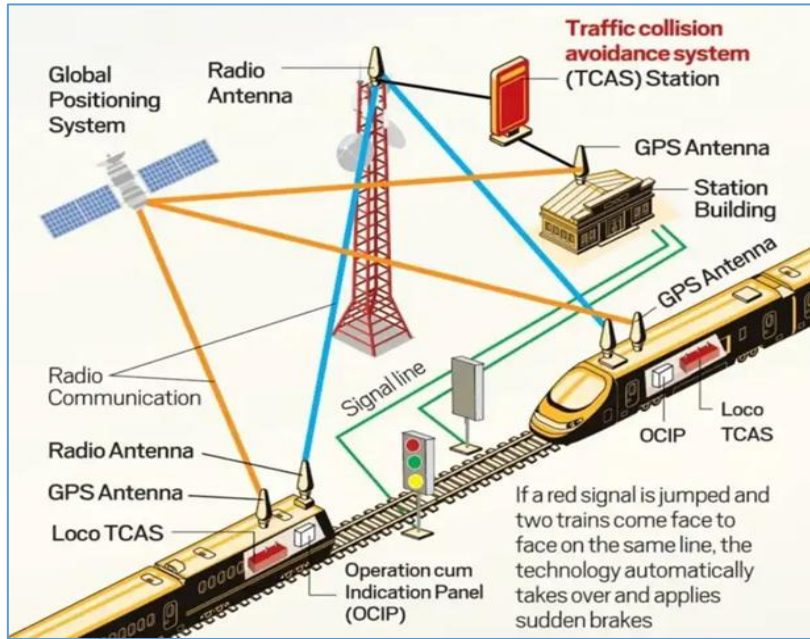 Traffic collision
avoidance system
(TCAS) Station
Radio
Antenna
Global
Positioning
System
GPS Antenna
Station
Building
GPS Antenna
Signal line
Radio
Communication
Loco
TCAS
OCIP
Radio Antenna
GPS Antenna
Loco TCAS
Operation cum
Indication Panel
(OCIP)
If a red signal is jumped and
two trains come face to
face on the same line, the
technology automatically
takes over and applies
sudden brakes